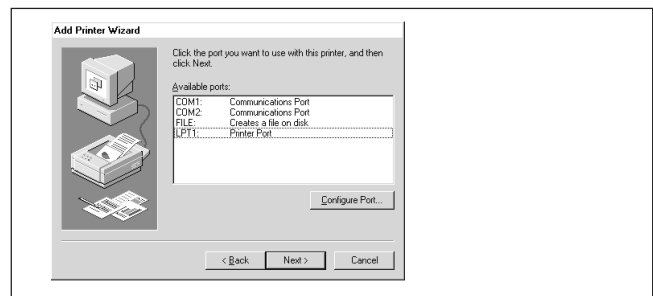 Add Printer Wizard
Click the port you want to use with this printer, and then
click Next.
Available ports:
COM1: Communications Port
COM2: Communications Port
FILE: Creates a file on disk
LPT1: Printer Port
Configure Port...
< Back Next > Cancel